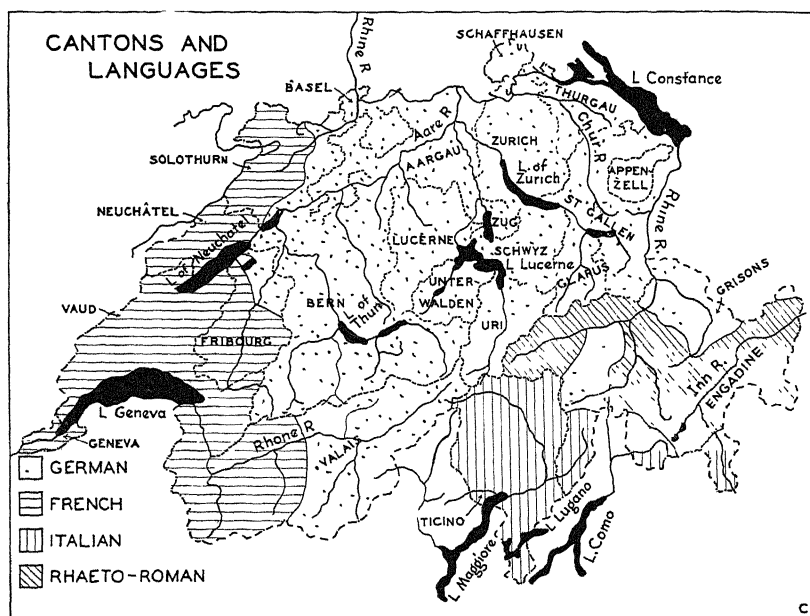 CANTONS AND
LANGUAGES
Rhine R
SCHAFFHAUSEN
L Constance
BÂSEL
THURGAU
Aare R
ZURICH
Chur R
SOLOTHURN
AARGAU
L. of
Zurich
APPEN-
ZELL
Rhine R
NEUCHÂTEL
ZUG
ST GALLEN
L of Neuchatel
LUCERNE
SCHWYZ
L Lucerne
GLARUS
UNTER
WALDEN
GRISONS
VAUD
BERN
L of
Thun
URI
FRIBOURG
Inn R.
ENGADINE
L Geneva
GENEVA
Rhone R
VALAIS
GERMAN
FRENCH
ITALIAN
RHAETO-ROMAN
TICINO
L Maggiore
L Lugano
L. Como
C